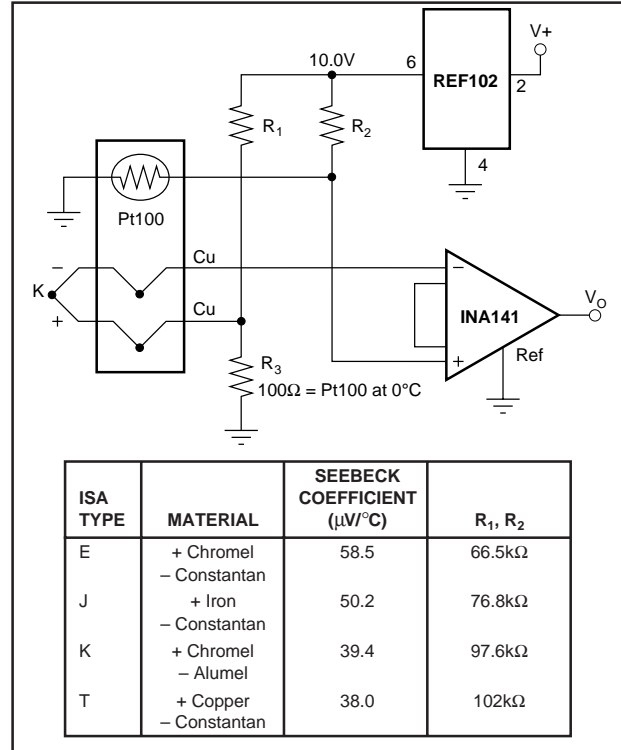 V+
10.0V
6
REF102
2
R1
R2
4
Pt100
Cu
–
K
Cu
+
–
INA141
VO
+
Ref
R3
100Ω = Pt100 at 0°C
ISA TYPE
MATERIAL
SEEBECK COEFFICIENT (μV/°C)
R1, R2
E
+ Chromel
– Constantan
58.5
66.5kΩ
J
+ Iron
– Constantan
50.2
76.8kΩ
K
+ Chromel
– Alumel
39.4
97.6kΩ
T
+ Copper
– Constantan
38.0
102kΩ